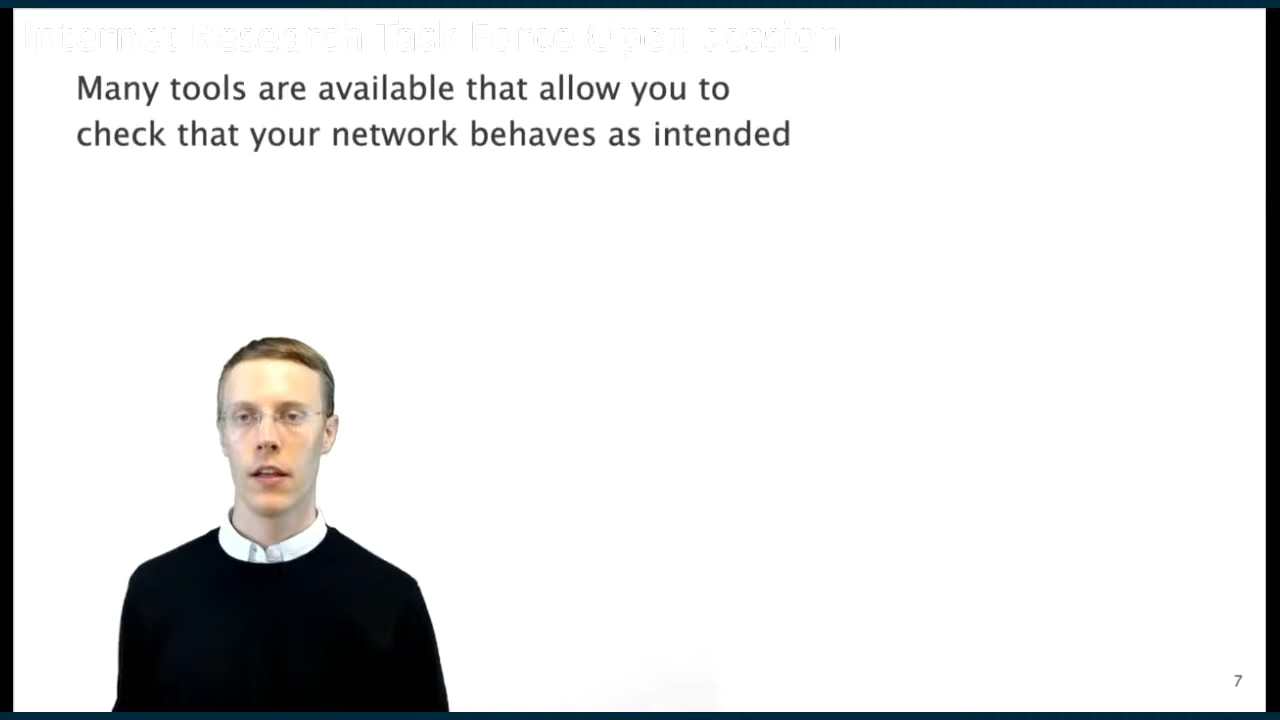 Internet Research Task Force Open Session
Many tools are available that allow you to
check that your network behaves as intended
7